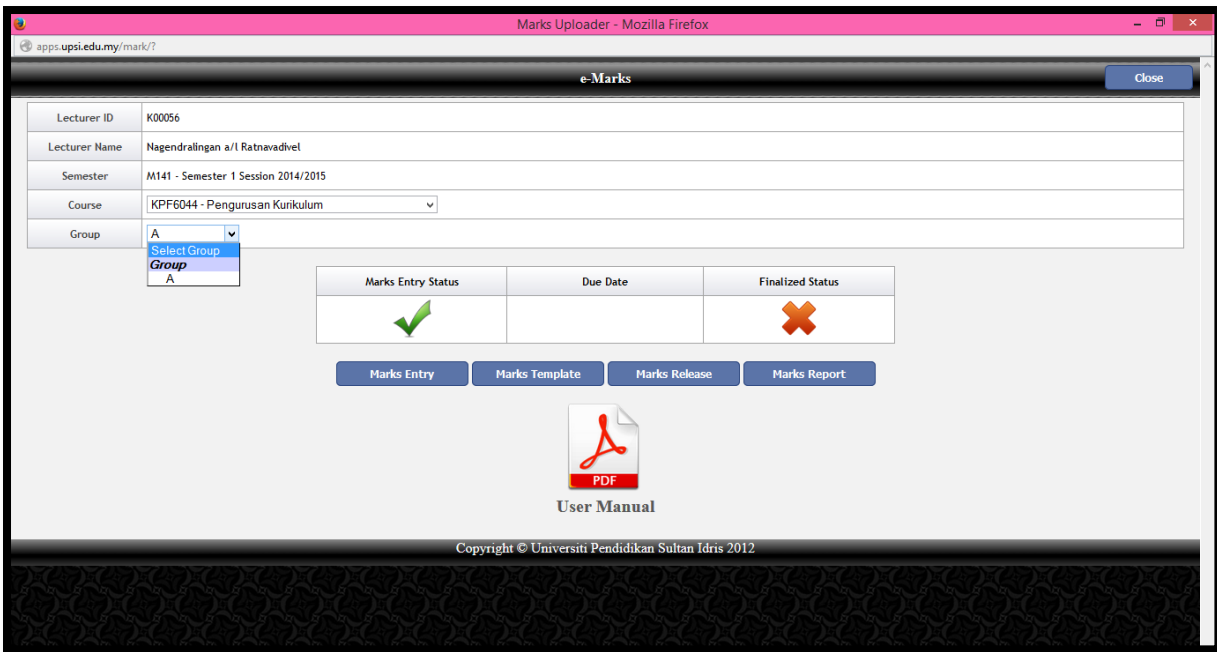 Marks Uploader - Mozilla Firefox
apps.upsi.edu.my/mark/?
e-Marks
Close
Lecturer ID K00056
Lecturer Name Nagendralingan a/l Ratnavadivel
Semester M141 - Semester 1 Session 2014/2015
Course KPF6044 - Pengurusan Kurikulum
Group A
Select Group
Group
A
Marks Entry Status Due Date Finalized Status
Marks Entry Marks Template Marks Release Marks Report
PDF
User Manual
Copyright © Universiti Pendidikan Sultan Idris 2012